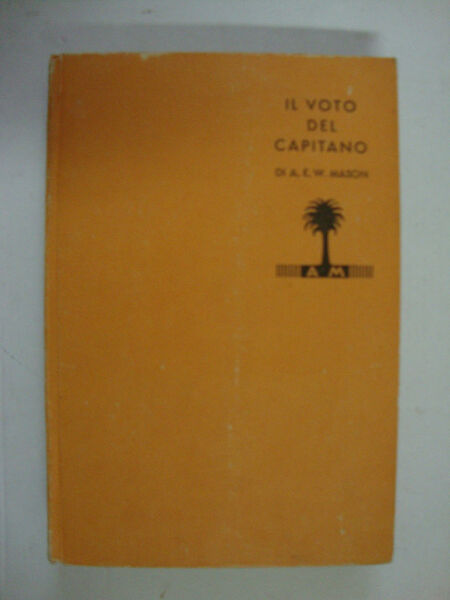 IL VOTO
DEL
CAPITANO
DI A. E. W. MASON
A M